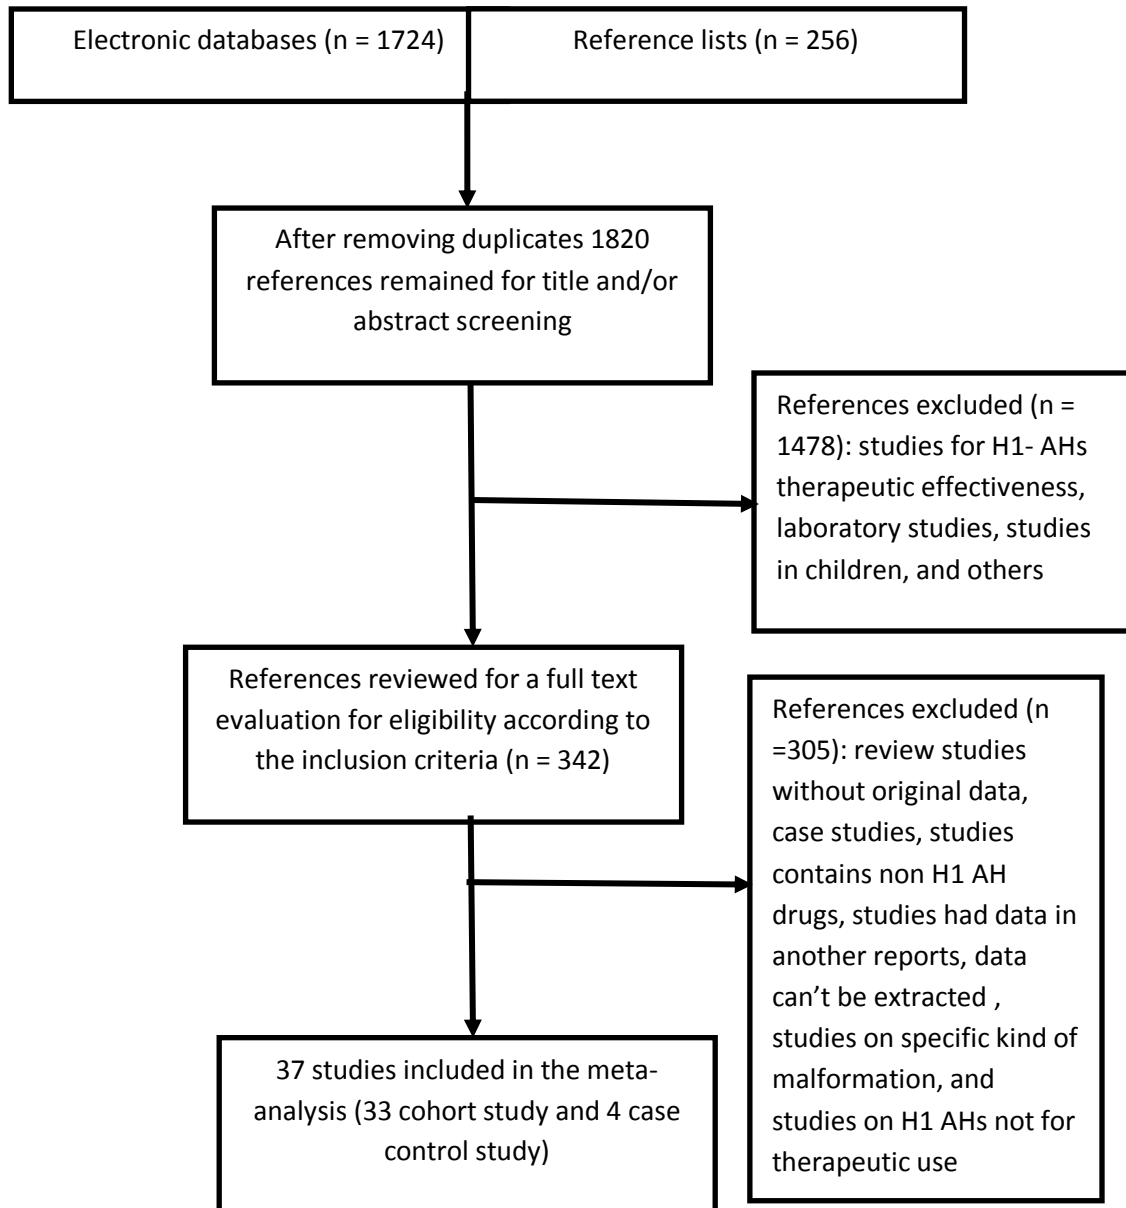 Electronic databases (n = 1724)
Reference lists (n = 256)
After removing duplicates 1820
references remained for title and/or
abstract screening
References excluded (n =
1478): studies for H1- AHs
therapeutic effectiveness,
laboratory studies, studies
in children, and others
References reviewed for a full text
evaluation for eligibility according to
the inclusion criteria (n = 342)
References excluded (n
=305): review studies
without original data,
case studies, studies
contains non H1 AH
drugs, studies had data in
another reports, data
can’t be extracted ,
studies on specific kind of
malformation, and
studies on H1 AHs not for
therapeutic use
37 studies included in the meta-
analysis (33 cohort study and 4 case
control study)